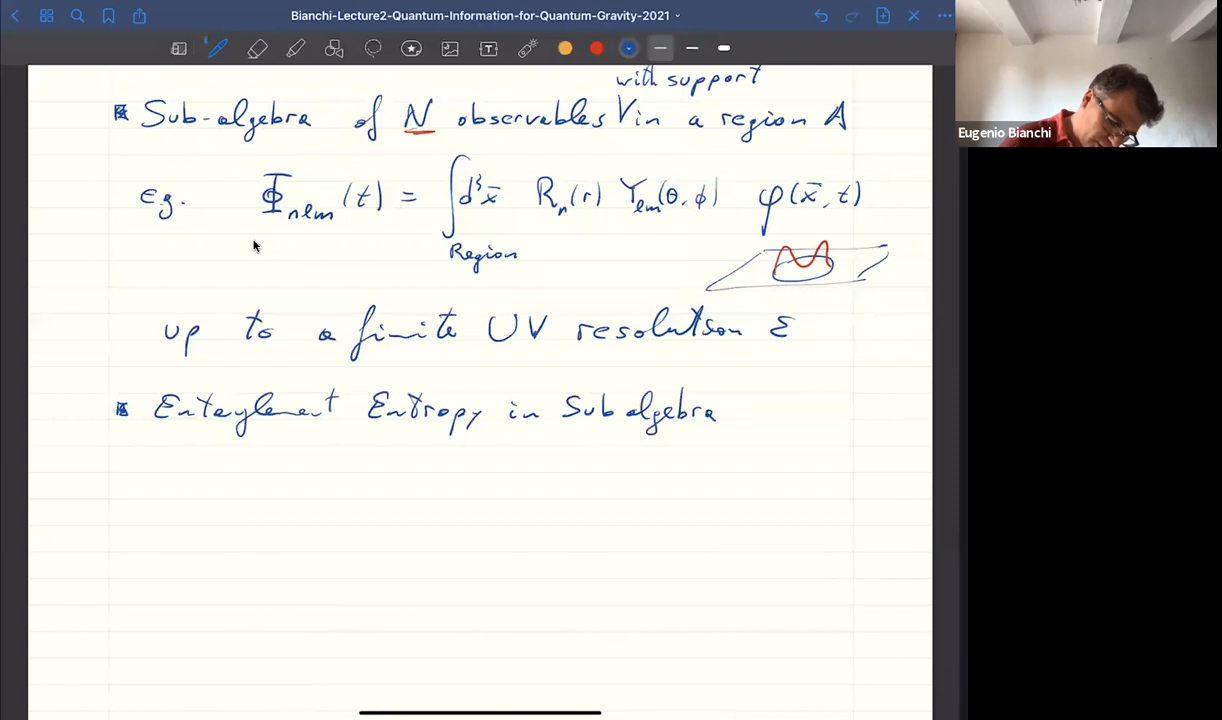 Bianchi-Lecture2-Quantum-Information-for-Quantum-Gravity-2021
Eugenio Bianchi
with support
Sub-algebra of N observables in a region A
e.g. Φnlm (t) = ∫ d³x̄ Rn(r) Ylm(θ,ϕ) φ(x̄,t)
Region
up to a finite UV resolution ε
Entanglement Entropy in Subalgebra